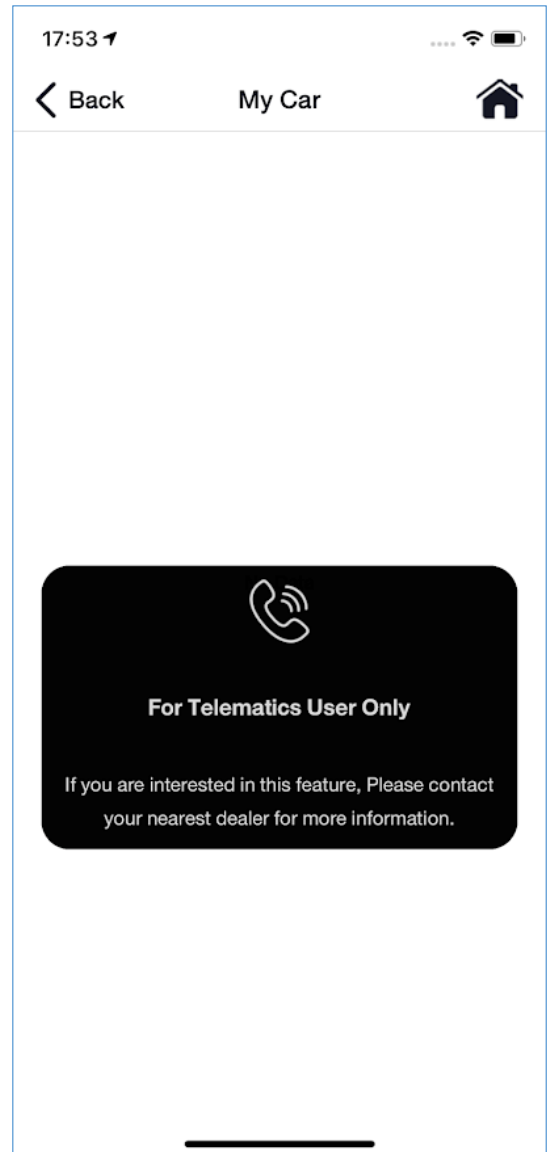 17:53
Back
My Car
For Telematics User Only
If you are interested in this feature, Please contact
your nearest dealer for more information.